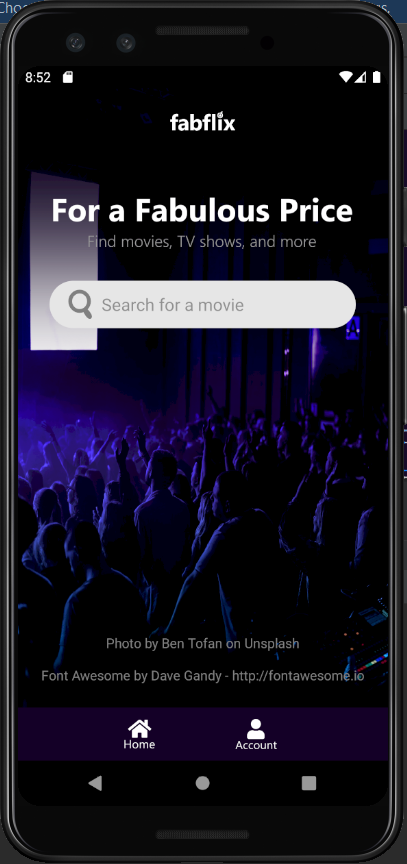 Choo
8:52
fabflix
For a Fabulous Price
Find movies, TV shows, and more
Search for a movie
Photo by Ben Tofan on Unsplash
Font Awesome by Dave Gandy - http://fontawesome.io
Home
Account